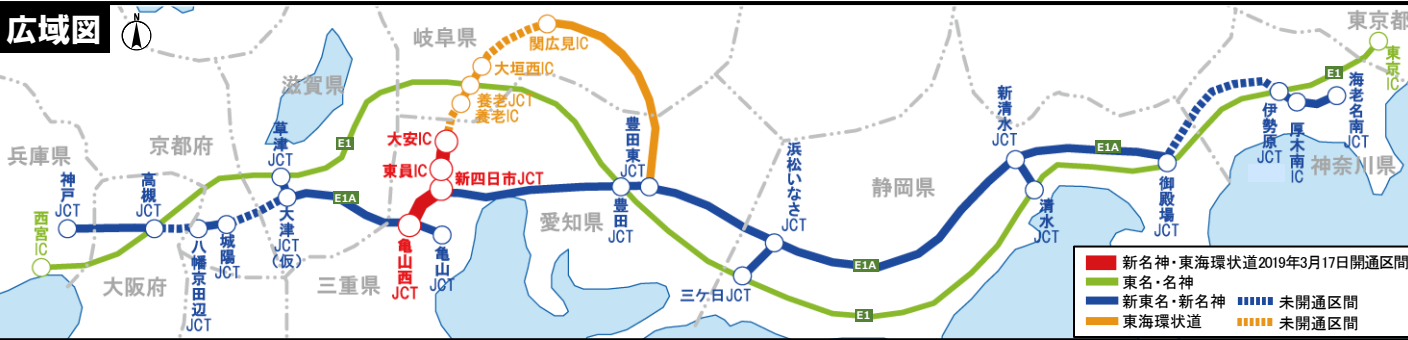 広域図
N
岐阜県
東京都
関広見IC
東京IC
大垣西IC
滋賀県
養老JCT
養老IC
E1
海老名南JCT
新清水JCT
伊勢原JCT
厚木南IC
神奈川県
草津JCT
E1
大安IC
豊田東JCT
浜松いなさJCT
E1A
京都府
兵庫県
東員IC
新四日市JCT
神戸JCT
高槻JCT
静岡県
御殿場JCT
E1A
大津JCT(仮)
西宮IC
八幡京田辺JCT
城陽JCT
愛知県
豊田JCT
清水JCT
亀山西JCT
亀山JCT
大阪府
三重県
三ケ日JCT
E1A
E1
新名神・東海環状道2019年3月17日開通区間
東名・名神
新東名・新名神 未開通区間
東海環状道 未開通区間